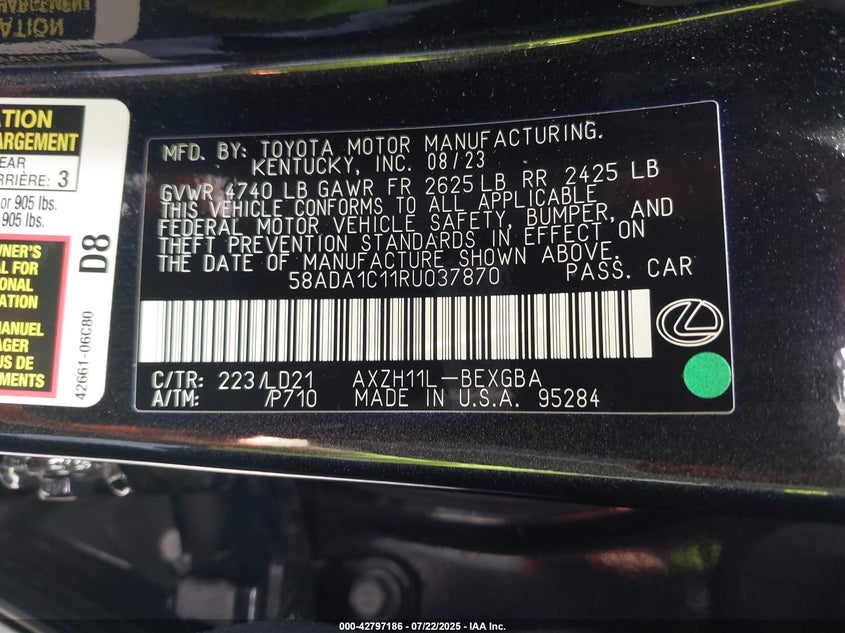 ATION
ARGEMENT
EAR
ARRIÈRE: 3
or 905 lbs.
905 lbs.
WNER'S
AL FOR
IONAL
MATION
MANUEL
AGER
US DE
EMENTS
D8
42661-06C80
MFD. BY: TOYOTA MOTOR MANUFACTURING.
KENTUCKY, INC. 08/23
GVWR 4740 LB GAWR FR 2625 LB RR 2425 LB
THIS VEHICLE CONFORMS TO ALL APPLICABLE
FEDERAL MOTOR VEHICLE SAFETY, BUMPER, AND
THEFT PREVENTION STANDARDS IN EFFECT ON
THE DATE OF MANUFACTURE SHOWN ABOVE.
58ADA1C11RU037870 PASS. CAR
C/TR: 223/LD21 AXZH11L-BEXGBA
A/TM: /P710 MADE IN U.S.A. 95284
000-42797186 - 07/22/2025 - IAA Inc.